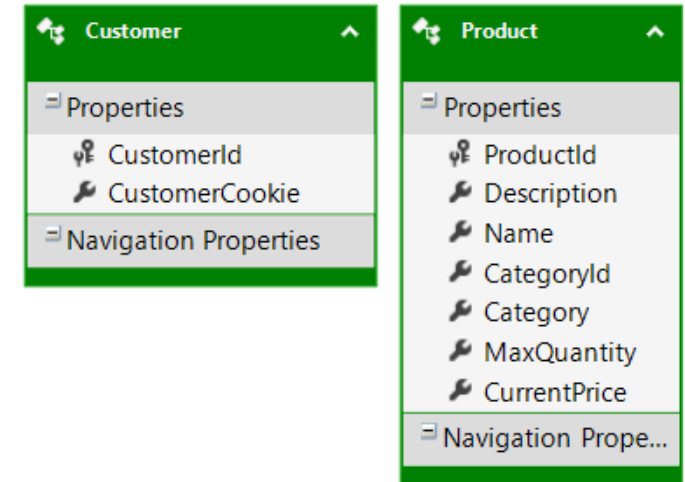 Customer
Properties
CustomerId
CustomerCookie
Navigation Properties
Product
Properties
ProductId
Description
Name
CategoryId
Category
MaxQuantity
CurrentPrice
Navigation Prope...